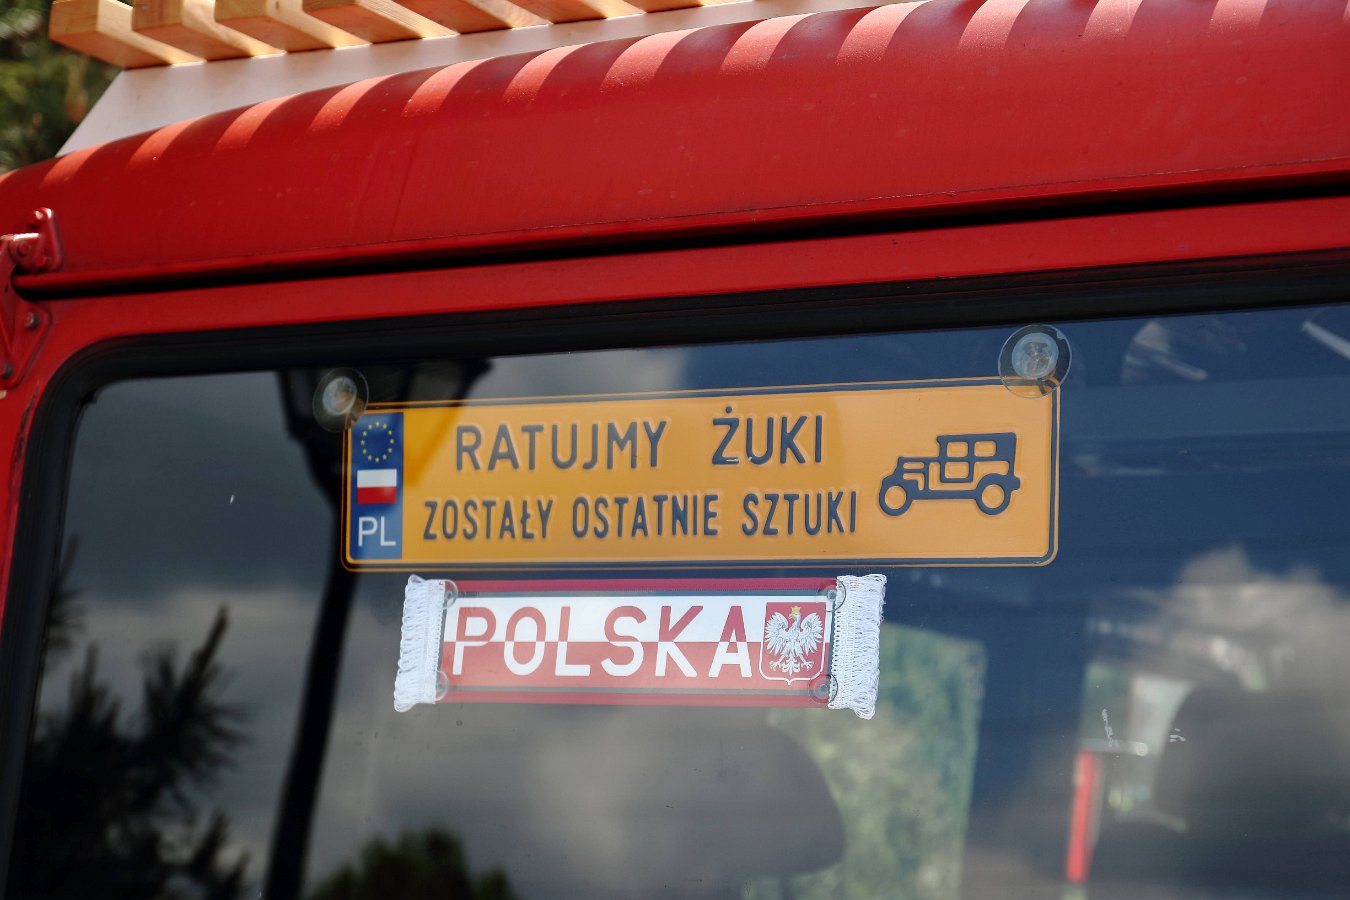 RATUJMY ŻUKI
ZOSTAŁY OSTATNIE SZTUKI
PL
POLSKA